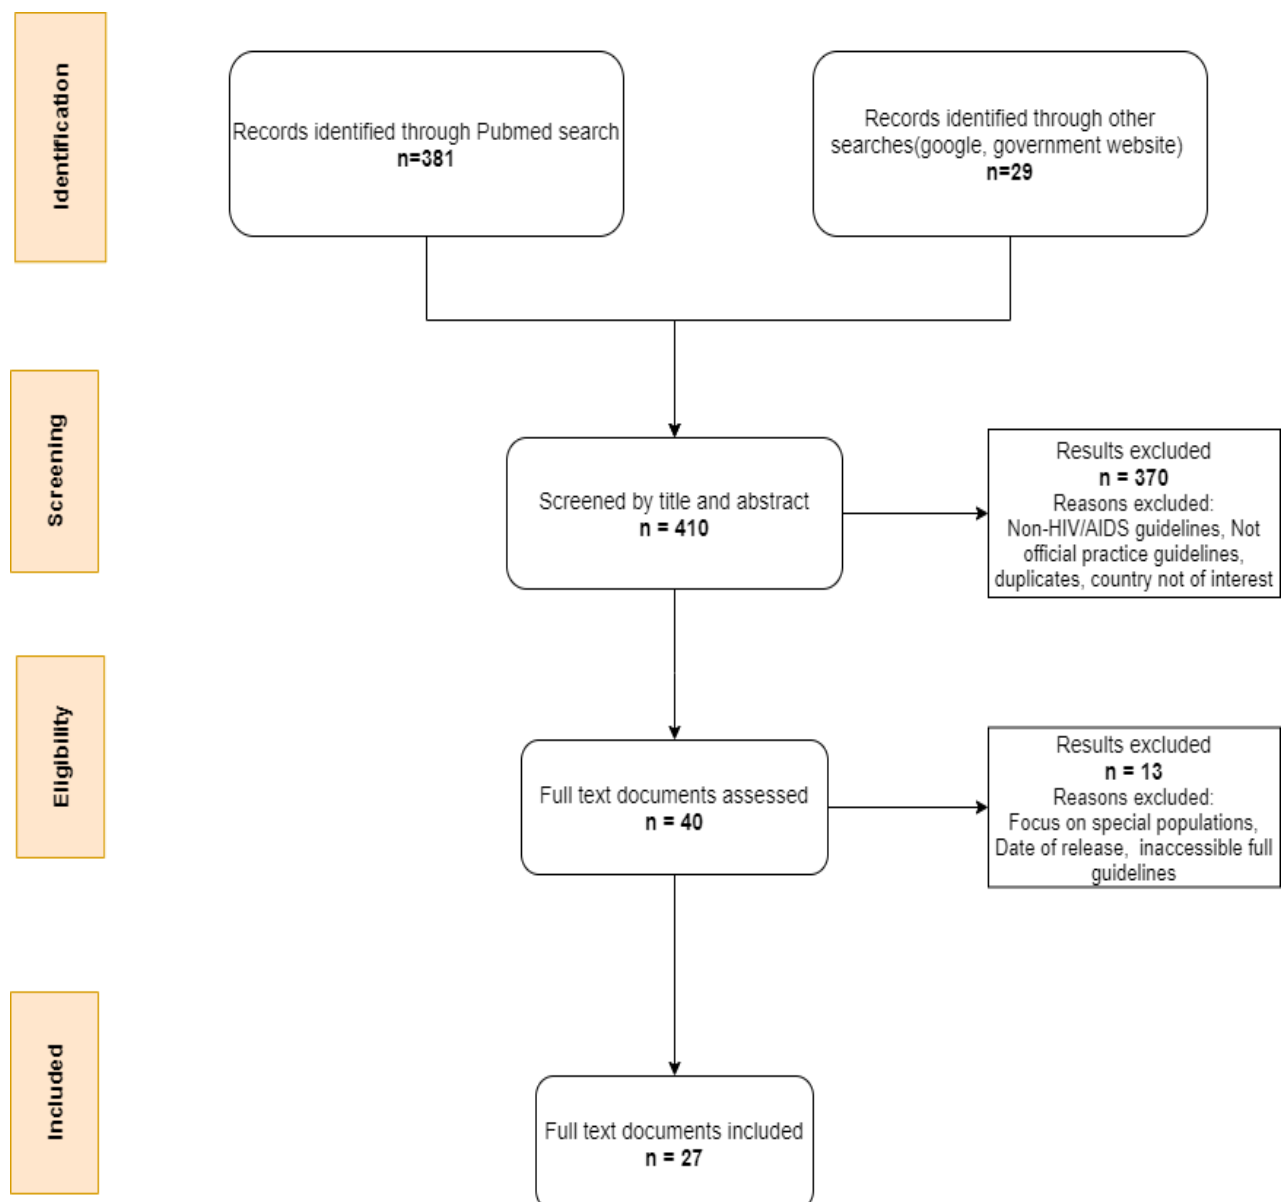 Identification
Records identified through Pubmed search
n=381
Records identified through other
searches(google, government website)
n=29
Screening
Screened by title and abstract
n = 410
Results excluded
n = 370
Reasons excluded:
Non-HIV/AIDS guidelines, Not
official practice guidelines,
duplicates, country not of interest
Eligibility
Full text documents assessed
n = 40
Results excluded
n = 13
Reasons excluded:
Focus on special populations,
Date of release, inaccessible full
guidelines
Included
Full text documents included
n = 27